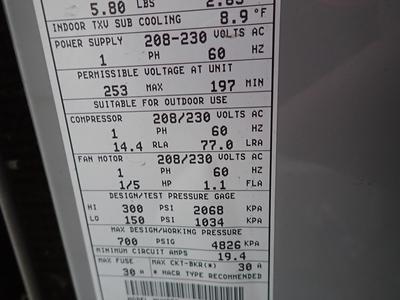 5.80 LBS 2.63
INDOOR TXV SUB COOLING 8.9 °F
POWER SUPPLY 208-230 VOLTS AC
1 PH 60 HZ
PERMISSIBLE VOLTAGE AT UNIT
253 MAX 197 MIN
SUITABLE FOR OUTDOOR USE
COMPRESSOR 208/230 VOLTS AC
1 PH 60 HZ
14.4 RLA 77.0 LRA
FAN MOTOR 208/230 VOLTS AC
1 PH 60 HZ
1/5 HP 1.1 FLA
DESIGN/TEST PRESSURE GAGE
HI 300 PSI 2068 KPA
LO 150 PSI 1034 KPA
MAX DESIGN/WORKING PRESSURE
700 PSIG 4826 KPA
MINIMUM CIRCUIT AMPS 19.4
MAX FUSE MAX CKT-BKR(*) 30 A
30 A * HACR TYPE RECOMMENDED